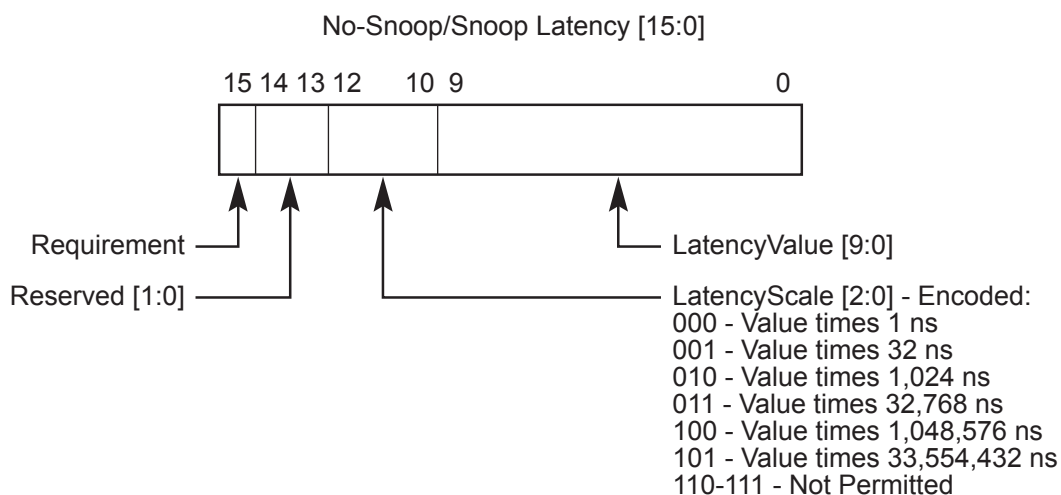 No-Snoop/Snoop Latency [15:0]
15 14 13 12 10 9 0
Requirement
LatencyValue [9:0]
Reserved [1:0]
LatencyScale [2:0] - Encoded:
000 - Value times 1 ns
001 - Value times 32 ns
010 - Value times 1,024 ns
011 - Value times 32,768 ns
100 - Value times 1,048,576 ns
101 - Value times 33,554,432 ns
110-111 - Not Permitted